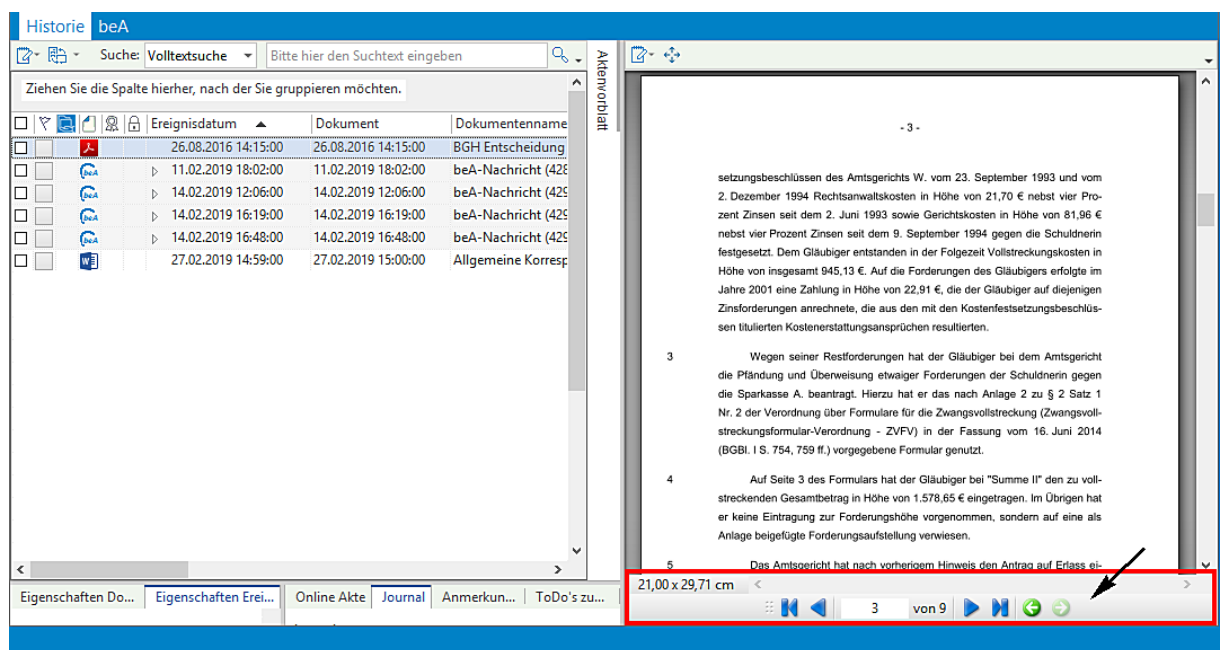 Historie beA
Suche: Volltextsuche Bitte hier den Suchtext eingeben
Ziehen Sie die Spalte hierher, nach der Sie gruppieren möchten.
Ereignisdatum Dokument Dokumentenname
26.08.2016 14:15:00 26.08.2016 14:15:00 BGH Entscheidung
beA 11.02.2019 18:02:00 11.02.2019 18:02:00 beA-Nachricht (428
beA 14.02.2019 12:06:00 14.02.2019 12:06:00 beA-Nachricht (429
beA 14.02.2019 16:19:00 14.02.2019 16:19:00 beA-Nachricht (429
beA 14.02.2019 16:48:00 14.02.2019 16:48:00 beA-Nachricht (429
27.02.2019 14:59:00 27.02.2019 15:00:00 Allgemeine Korresp
Eigenschaften Do... Eigenschaften Erei... Online Akte Journal Anmerkun... ToDo's zu...
Aktenvorblatt
- 3 -
setzungsbeschlüssen des Amtsgerichts W. vom 23. September 1993 und vom
2. Dezember 1994 Rechtsanwaltskosten in Höhe von 21,70 € nebst vier Pro-
zent Zinsen seit dem 2. Juni 1993 sowie Gerichtskosten in Höhe von 81,96 €
nebst vier Prozent Zinsen seit dem 9. September 1994 gegen die Schuldnerin
festgesetzt. Dem Gläubiger entstanden in der Folgezeit Vollstreckungskosten in
Höhe von insgesamt 945,13 €. Auf die Forderungen des Gläubigers erfolgte im
Jahre 2001 eine Zahlung in Höhe von 22,91 €, die der Gläubiger auf diejenigen
Zinsforderungen anrechnete, die aus den mit den Kostenfestsetzungsbeschlüs-
sen titulierten Kostenerstattungsansprüchen resultierten.
3 Wegen seiner Restforderungen hat der Gläubiger bei dem Amtsgericht
die Pfändung und Überweisung etwaiger Forderungen der Schuldnerin gegen
die Sparkasse A. beantragt. Hierzu hat er das nach Anlage 2 zu § 2 Satz 1
Nr. 2 der Verordnung über Formulare für die Zwangsvollstreckung (Zwangsvoll-
streckungsformular-Verordnung - ZVFV) in der Fassung vom 16. Juni 2014
(BGBl. I S. 754, 759 ff.) vorgegebene Formular genutzt.
4 Auf Seite 3 des Formulars hat der Gläubiger bei "Summe II" den zu voll-
streckenden Gesamtbetrag in Höhe von 1.578,65 € eingetragen. Im Übrigen hat
er keine Eintragung zur Forderungshöhe vorgenommen, sondern auf eine als
Anlage beigefügte Forderungsaufstellung verwiesen.
5 Das Amtsgericht hat nach vorherigem Hinweis den Antrag auf Erlass ei-
21,00 x 29,71 cm
3 von 9